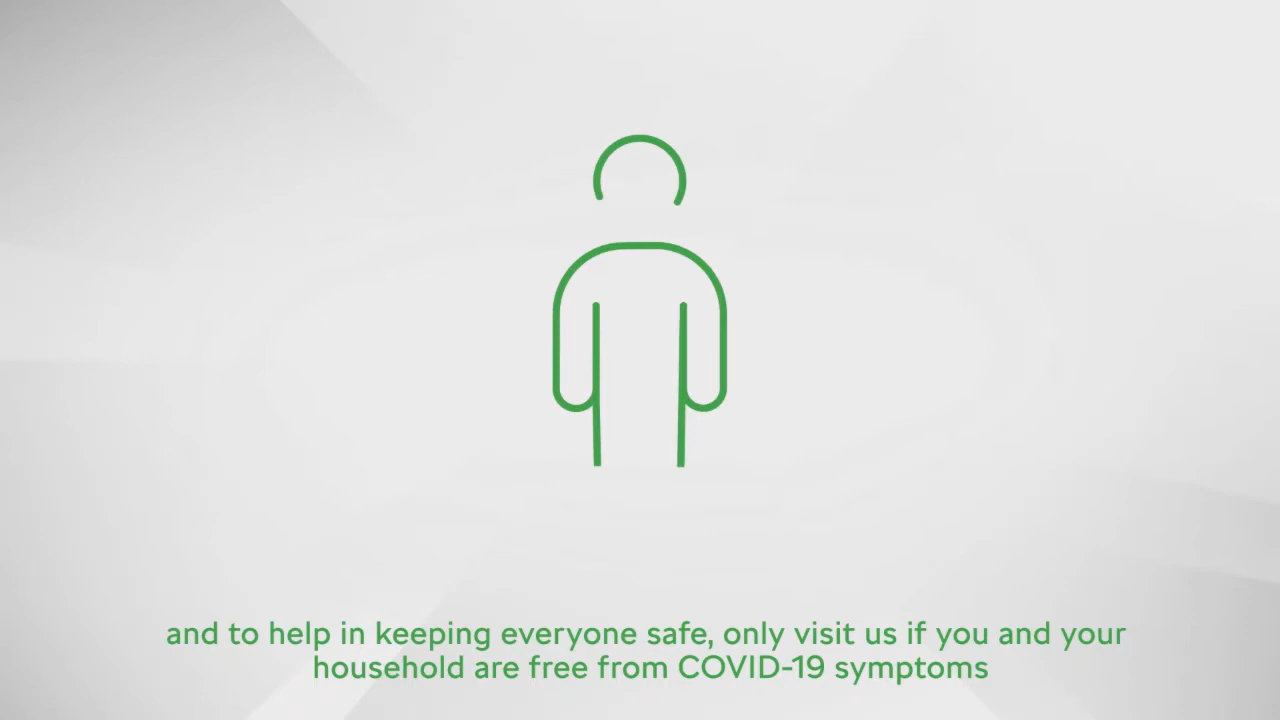 and to help in keeping everyone safe, only visit us if you and your
household are free from COVID-19 symptoms